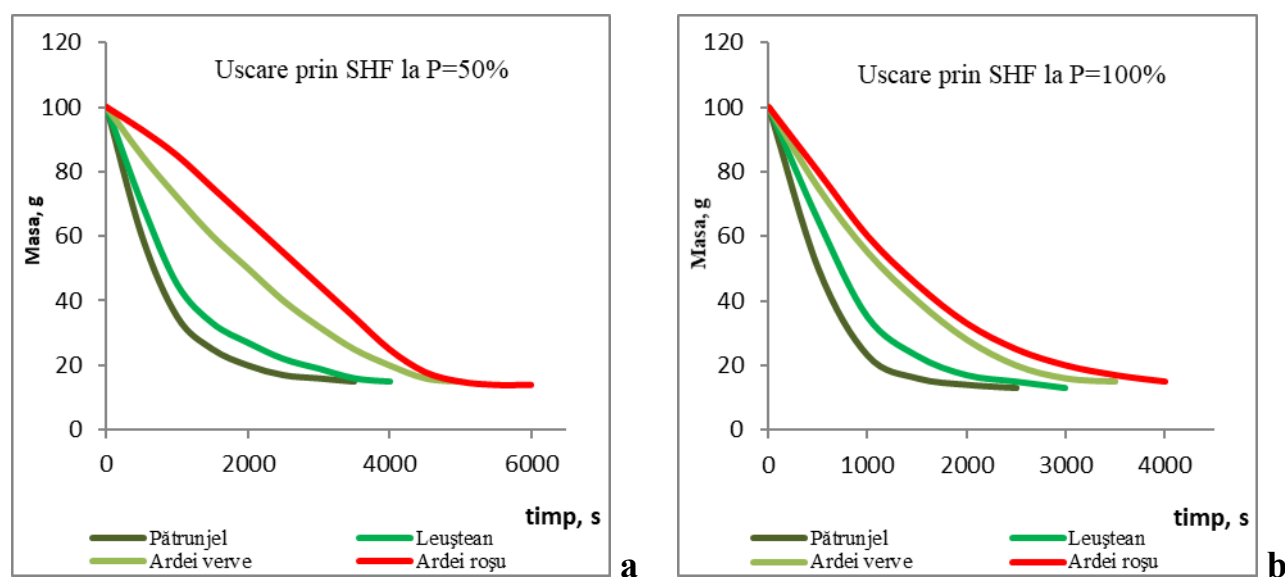 Uscare prin SHF la P=50%
Masa, g
120
100
80
60
40
20
0
0 2000 4000 6000
timp, s
Pătrunjel Leuştean
Ardei verve Ardei roşu
a
Uscare prin SHF la P=100%
Masa, g
120
100
80
60
40
20
0
0 1000 2000 3000 4000
timp, s
Pătrunjel Leuştean
Ardei verve Ardei roşu
b